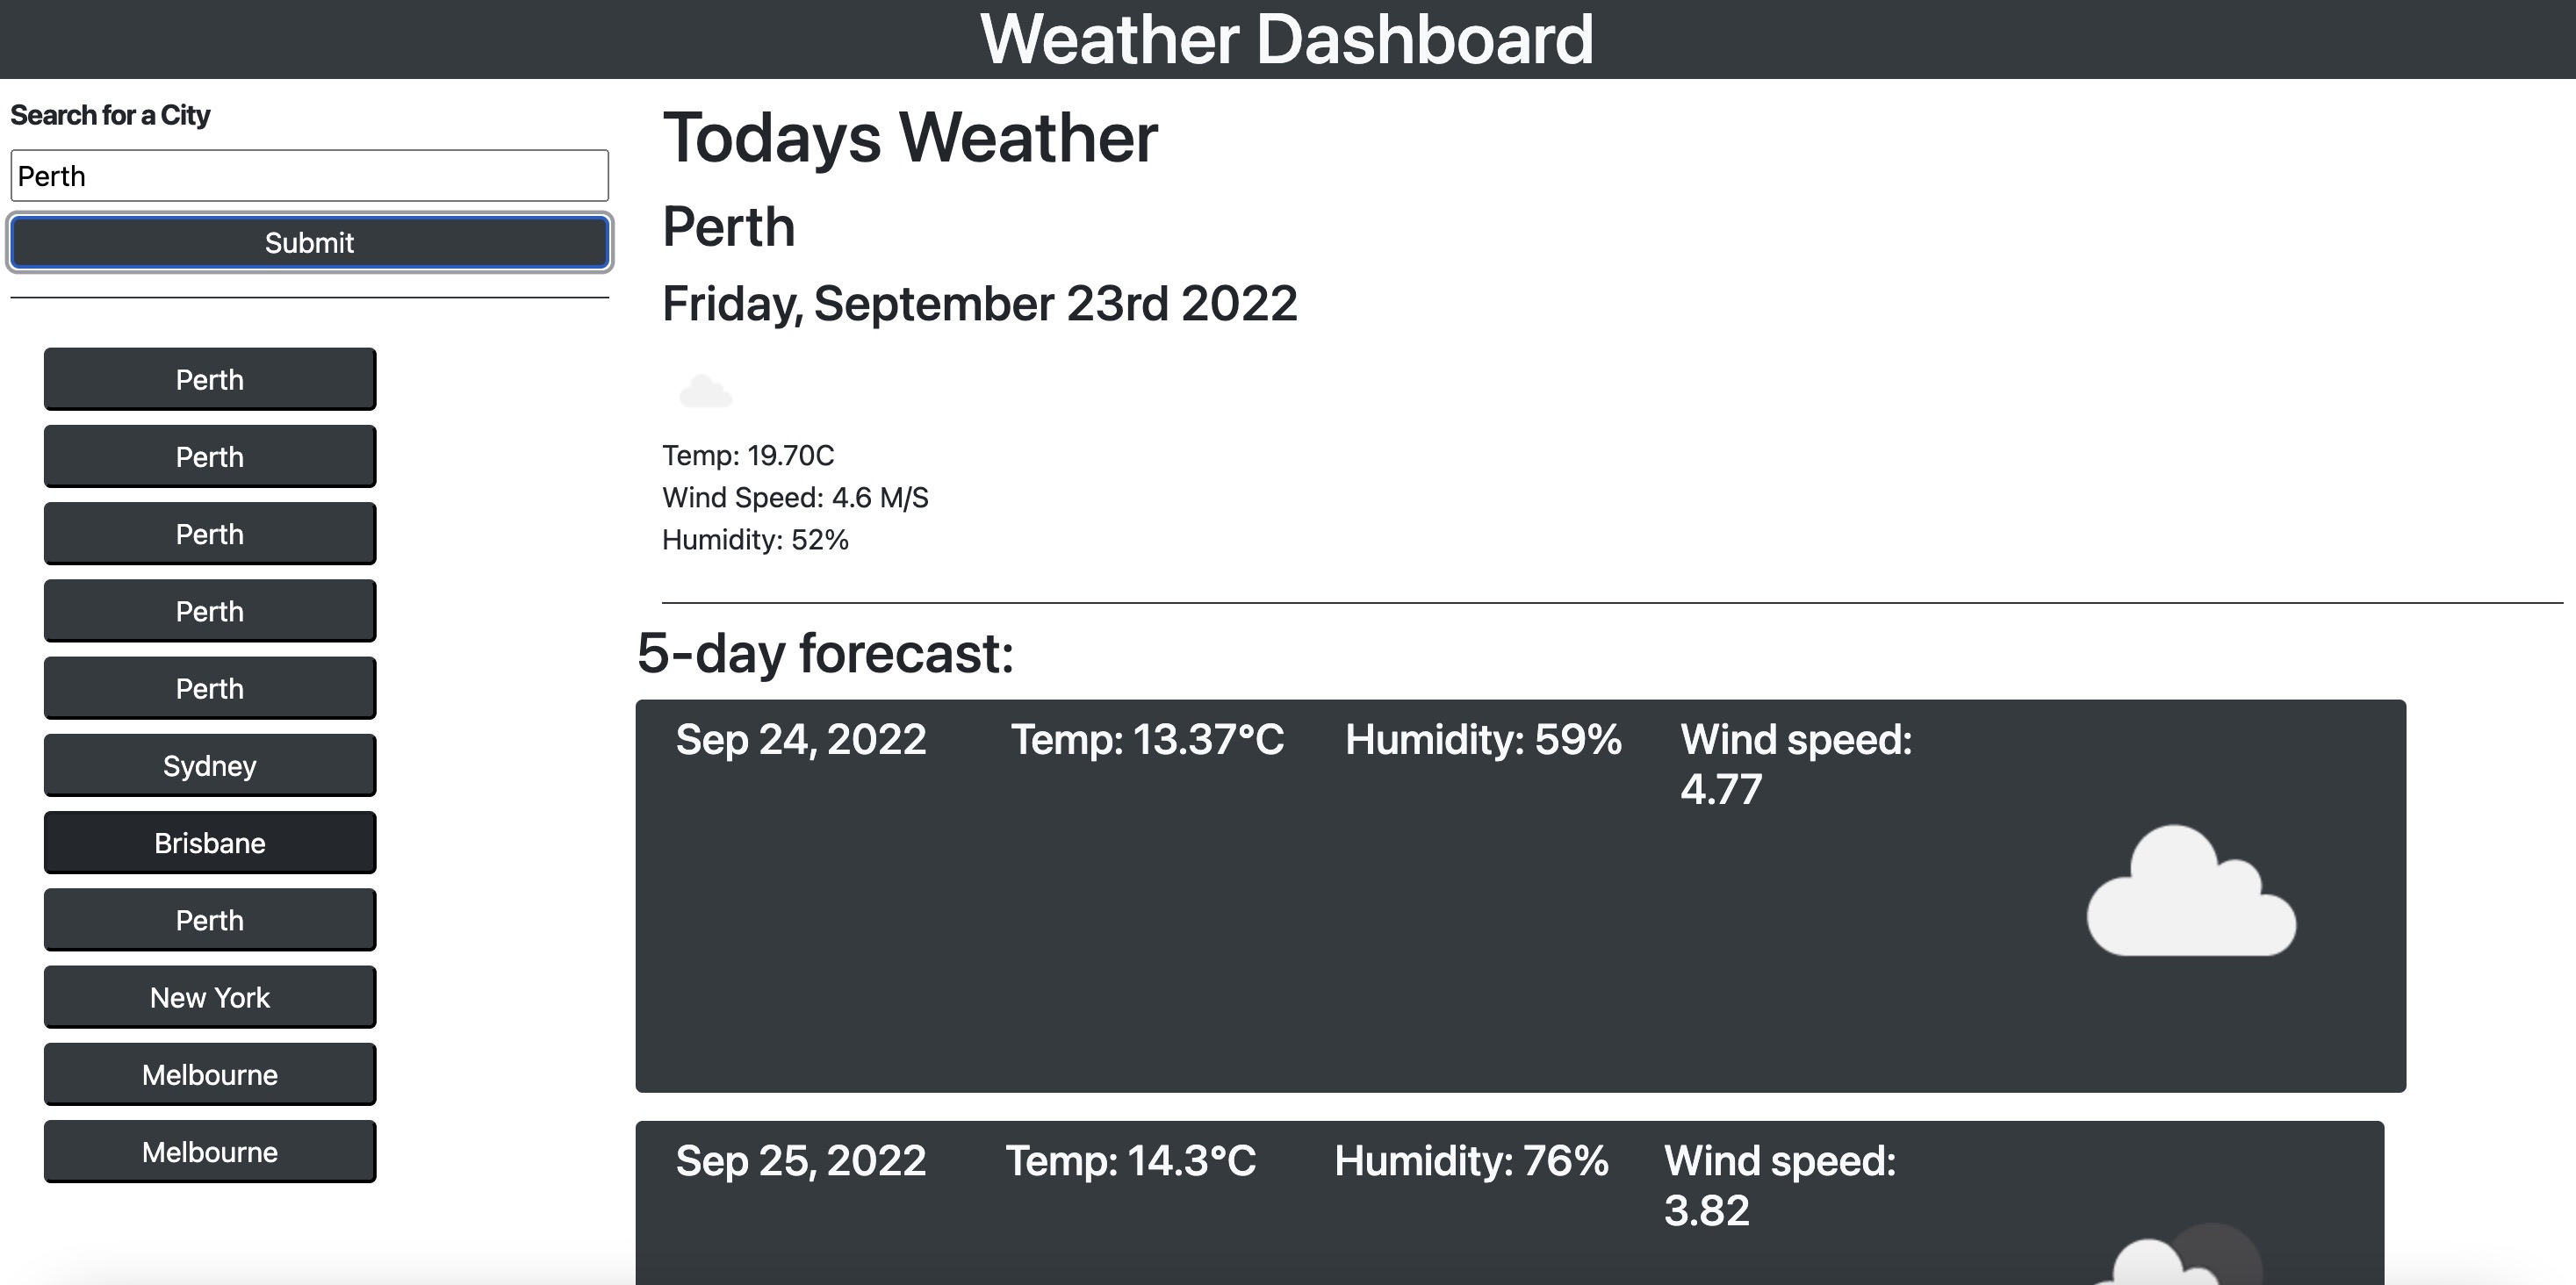 Weather Dashboard
Search for a City
Perth
Submit
Perth
Perth
Perth
Perth
Perth
Sydney
Brisbane
Perth
New York
Melbourne
Melbourne
Todays Weather
Perth
Friday, September 23rd 2022
Temp: 19.70C
Wind Speed: 4.6 M/S
Humidity: 52%
5-day forecast:
Sep 24, 2022 Temp: 13.37°C Humidity: 59% Wind speed:
4.77
Sep 25, 2022 Temp: 14.3°C Humidity: 76% Wind speed:
3.82